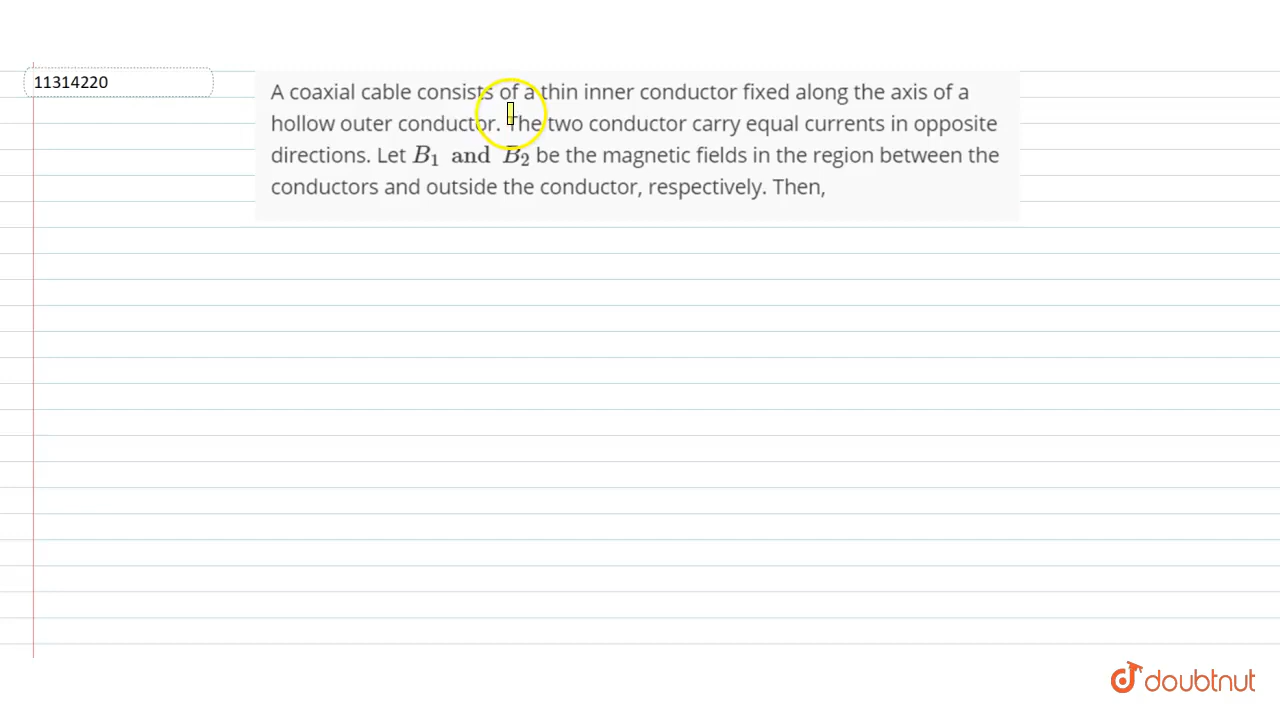 11314220
A coaxial cable consists of a thin inner conductor fixed along the axis of a
hollow outer conductor. The two conductor carry equal currents in opposite
directions. Let B₁ and B₂ be the magnetic fields in the region between the
conductors and outside the conductor, respectively. Then,
doubtnut